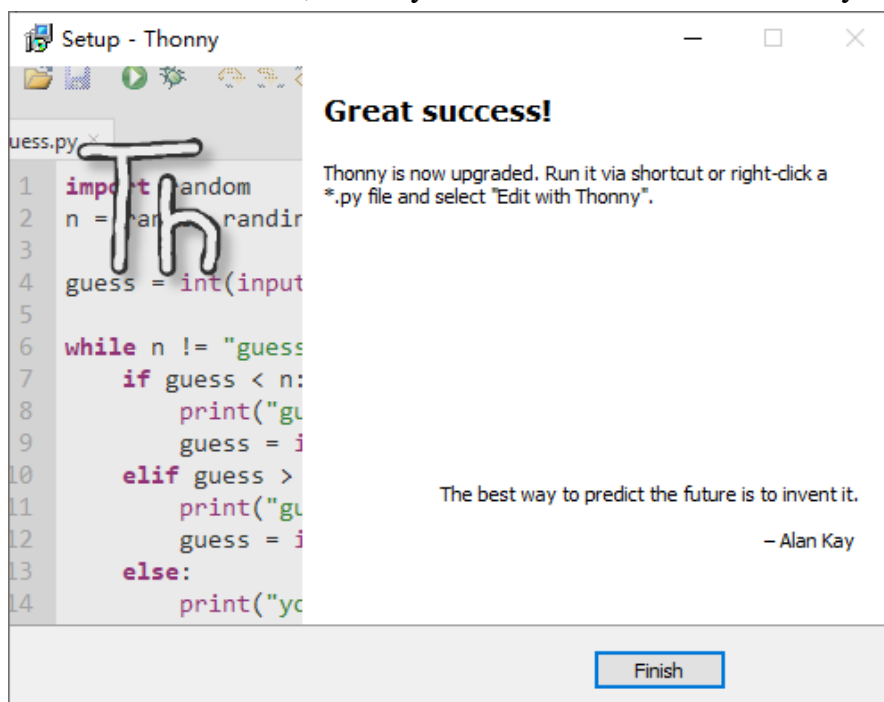 Setup - Thonny
uess.py
Great success!
Thonny is now upgraded. Run it via shortcut or right-click a
*.py file and select "Edit with Thonny".
Th
1 import random
2 n = randin
3
4 guess = int(input
5
6 while n != "guess
7 if guess < n:
8 print("gu
9 guess = i
10 elif guess >
11 print("gu
12 guess = i
13 else:
14 print("yo
The best way to predict the future is to invent it.
– Alan Kay
Finish